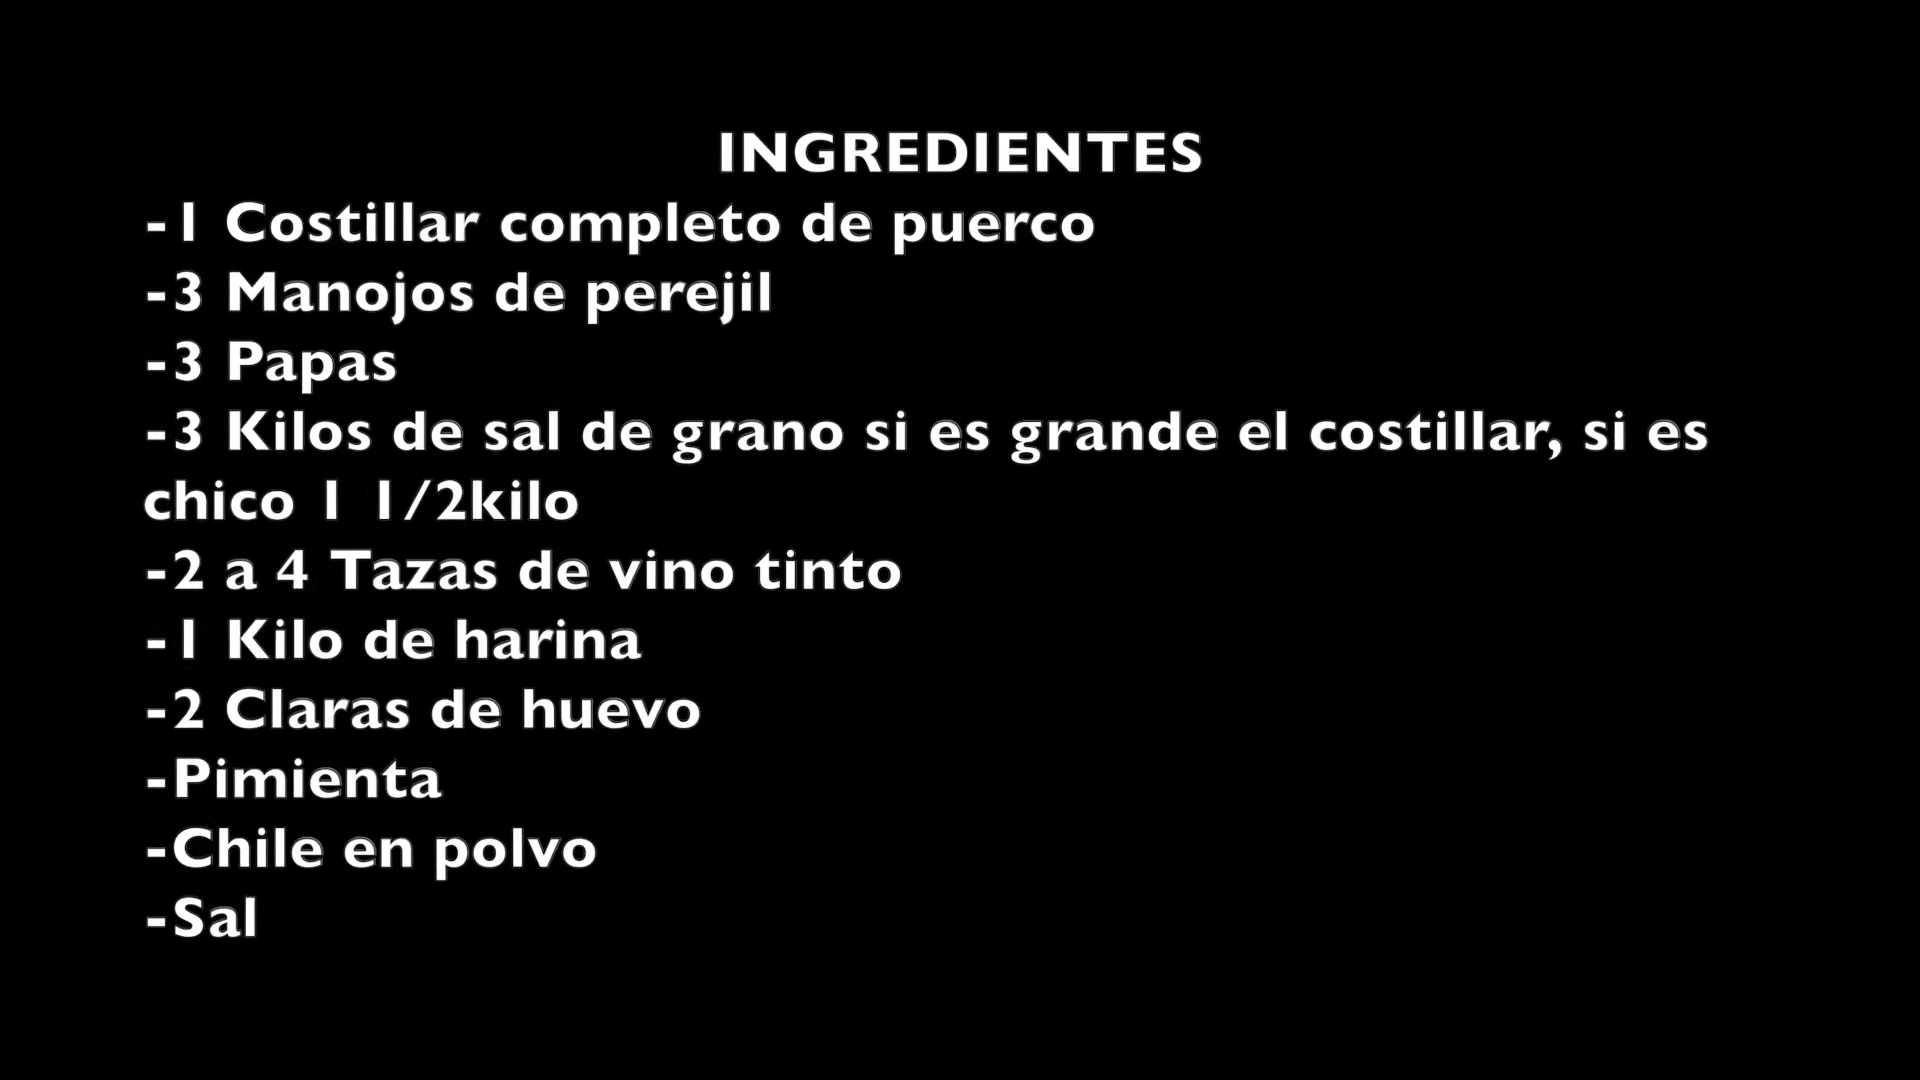 INGREDIENTES
-1 Costillar completo de puerco
-3 Manojos de perejil
-3 Papas
-3 Kilos de sal de grano si es grande el costillar, si es
chico 1 1/2kilo
-2 a 4 Tazas de vino tinto
-1 Kilo de harina
-2 Claras de huevo
-Pimienta
-Chile en polvo
-Sal